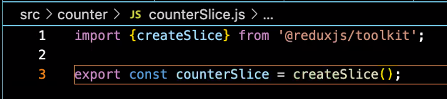 src > counter > JS counterSlice.js > ...
1 import {createSlice} from '@reduxjs/toolkit';
2
3 export const counterSlice = createSlice();